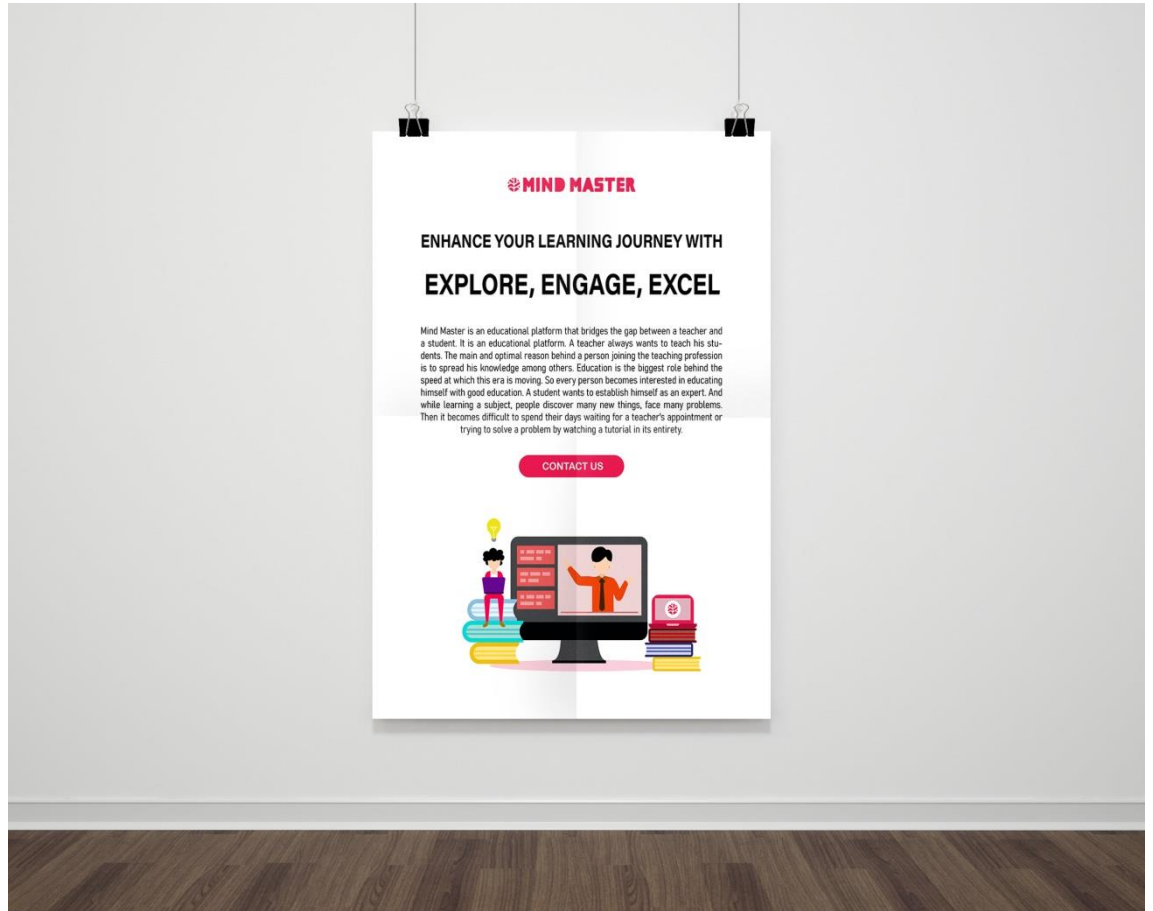 MIND MASTER
ENHANCE YOUR LEARNING JOURNEY WITH
EXPLORE, ENGAGE, EXCEL
Mind Master is an educational platform that bridges the gap between a teacher and
a student. It is an educational platform. A teacher always wants to teach his stu-
dents. The main and optimal reason behind a person joining the teaching profession
is to spread his knowledge among others. Education is the biggest role behind the
speed at which this era is moving. So every person becomes interested in educating
himself with good education. A student wants to establish himself as an expert. And
while learning a subject, people discover many new things, face many problems.
Then it becomes difficult to spend their days waiting for a teacher's appointment or
trying to solve a problem by watching a tutorial in its entirety.
CONTACT US